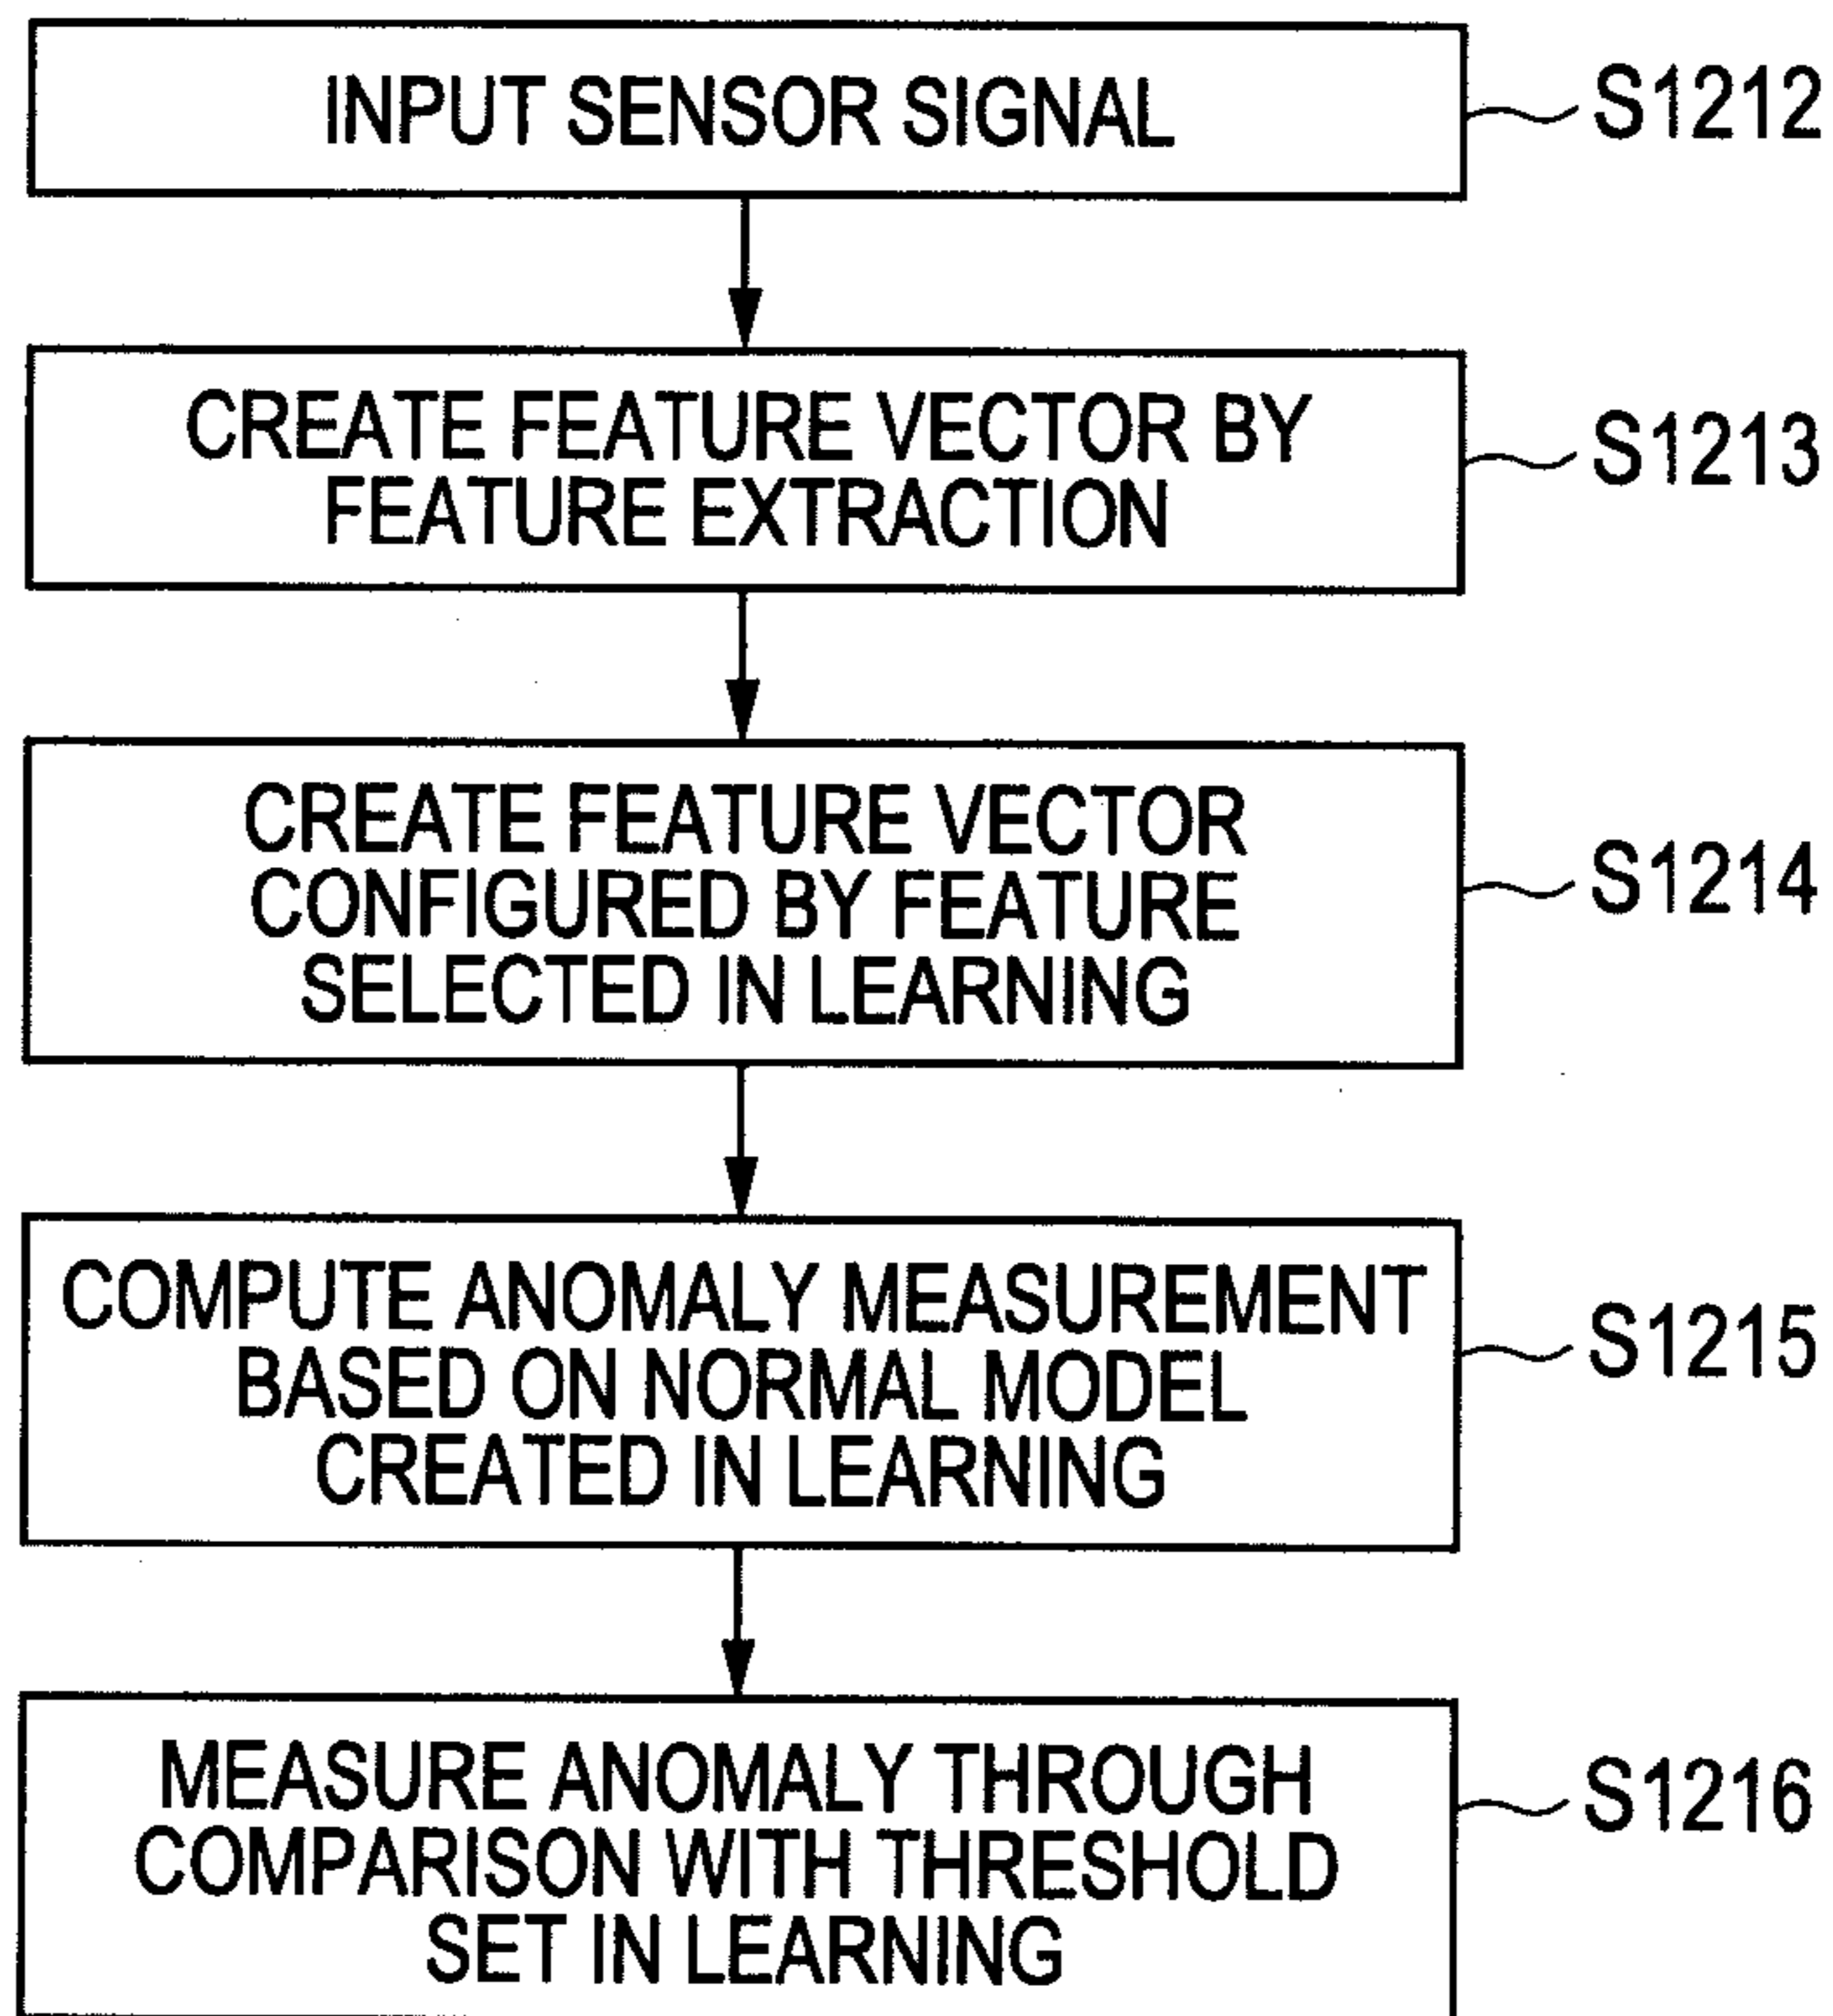 INPUT SENSOR SIGNAL
S1212
CREATE FEATURE VECTOR BY
FEATURE EXTRACTION
S1213
CREATE FEATURE VECTOR
CONFIGURED BY FEATURE
SELECTED IN LEARNING
S1214
COMPUTE ANOMALY MEASUREMENT
BASED ON NORMAL MODEL
CREATED IN LEARNING
S1215
MEASURE ANOMALY THROUGH
COMPARISON WITH THRESHOLD
SET IN LEARNING
S1216